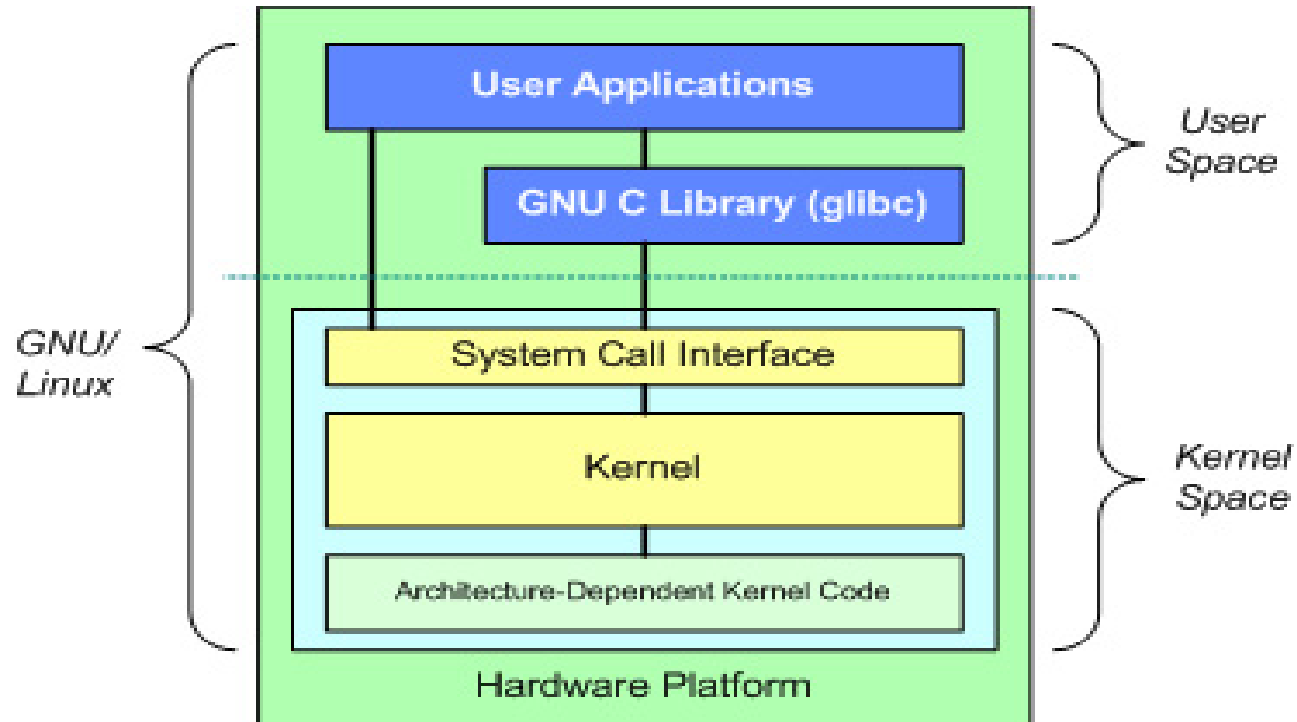 User Applications
User
Space
GNU C Library (glibc)
GNU/
Linux
System Call Interface
Kernel
Kernel
Space
Architecture-Dependent Kernel Code
Hardware Platform